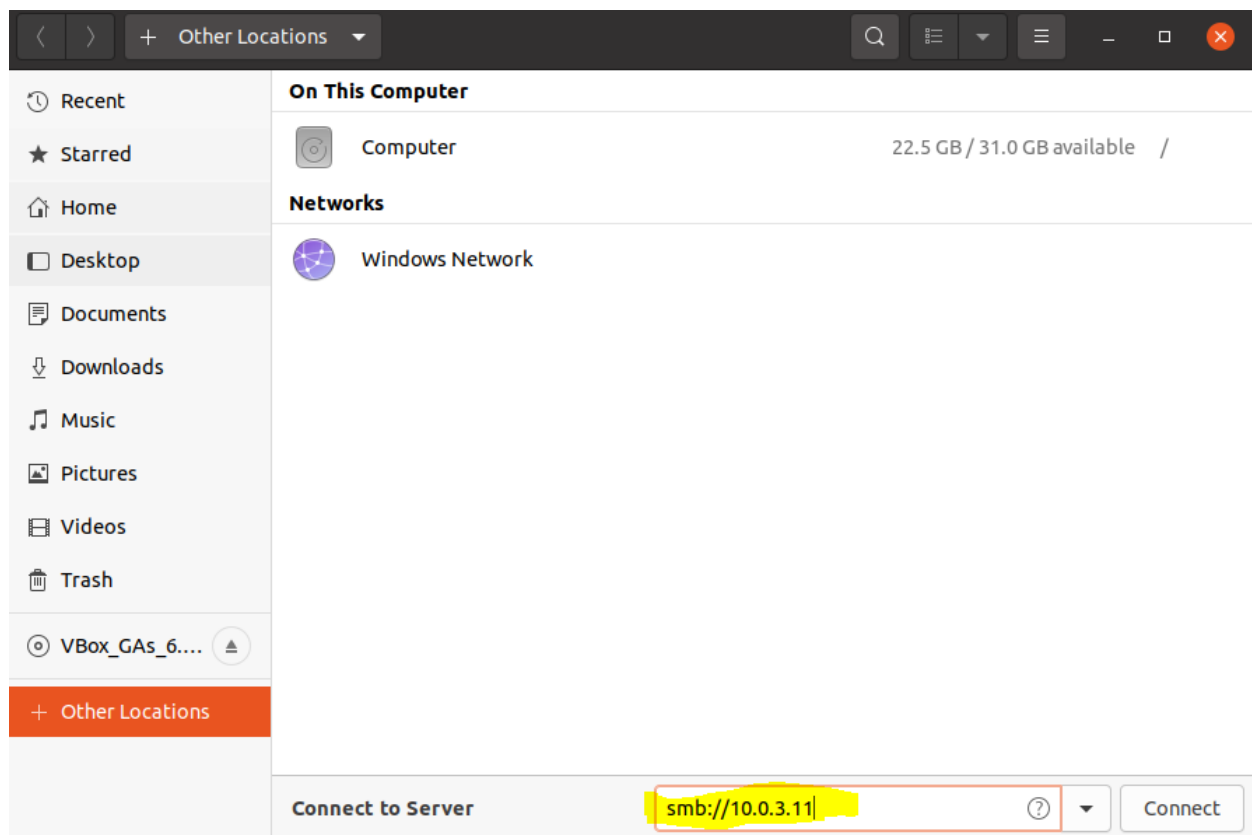 + Other Locations
On This Computer
Recent
Computer 22.5 GB / 31.0 GB available /
Starred
Networks
Home
Windows Network
Desktop
Documents
Downloads
Music
Pictures
Videos
Trash
VBox_GAs_6....
+ Other Locations
Connect to Server smb://10.0.3.11 ? Connect